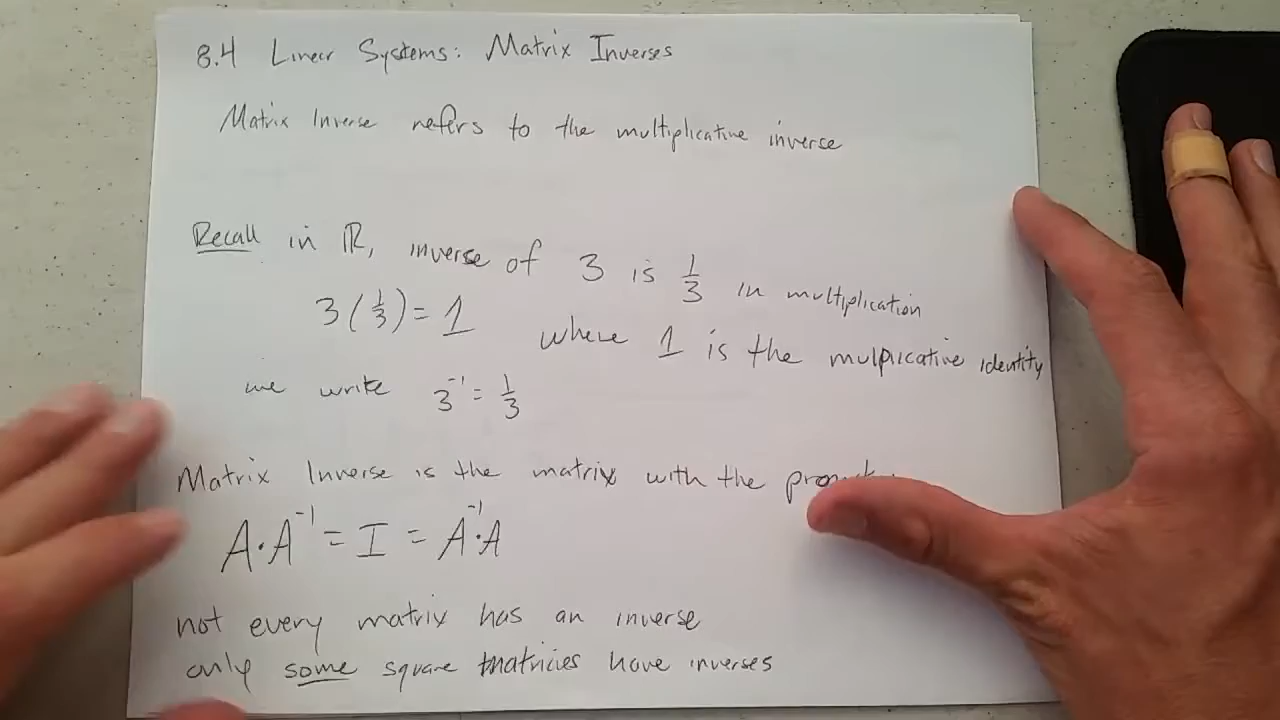 8.4 Linear Systems: Matrix Inverses
Matrix Inverse refers to the multiplicative inverse
Recall in ℝ, inverse of 3 is 1/3 in multiplication
3(1/3) = 1 where 1 is the mulpicative identity
we write 3⁻¹ = 1/3
Matrix Inverse is the matrix with the
A·A⁻¹ = I = A⁻¹·A
not every matrix has an inverse
only some square matricies have inverses